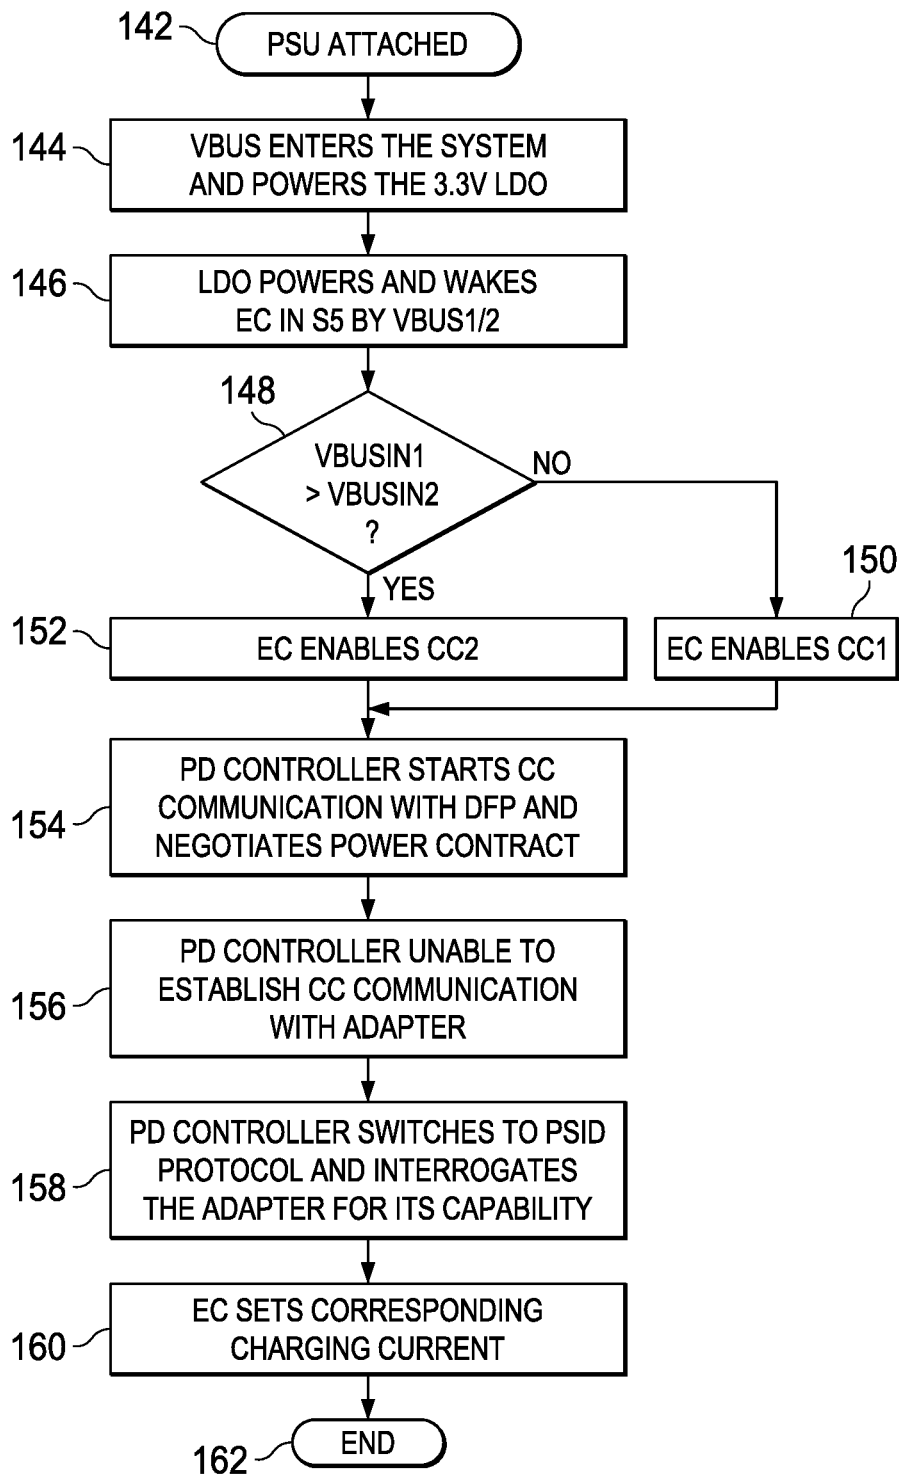 142
PSU ATTACHED
144
VBUS ENTERS THE SYSTEM
AND POWERS THE 3.3V LDO
146
LDO POWERS AND WAKES
EC IN S5 BY VBUS1/2
148
VBUSIN1
> VBUSIN2
?
NO
YES
150
152
EC ENABLES CC2
EC ENABLES CC1
154
PD CONTROLLER STARTS CC
COMMUNICATION WITH DFP AND
NEGOTIATES POWER CONTRACT
156
PD CONTROLLER UNABLE TO
ESTABLISH CC COMMUNICATION
WITH ADAPTER
158
PD CONTROLLER SWITCHES TO PSID
PROTOCOL AND INTERROGATES
THE ADAPTER FOR ITS CAPABILITY
160
EC SETS CORRESPONDING
CHARGING CURRENT
162
END